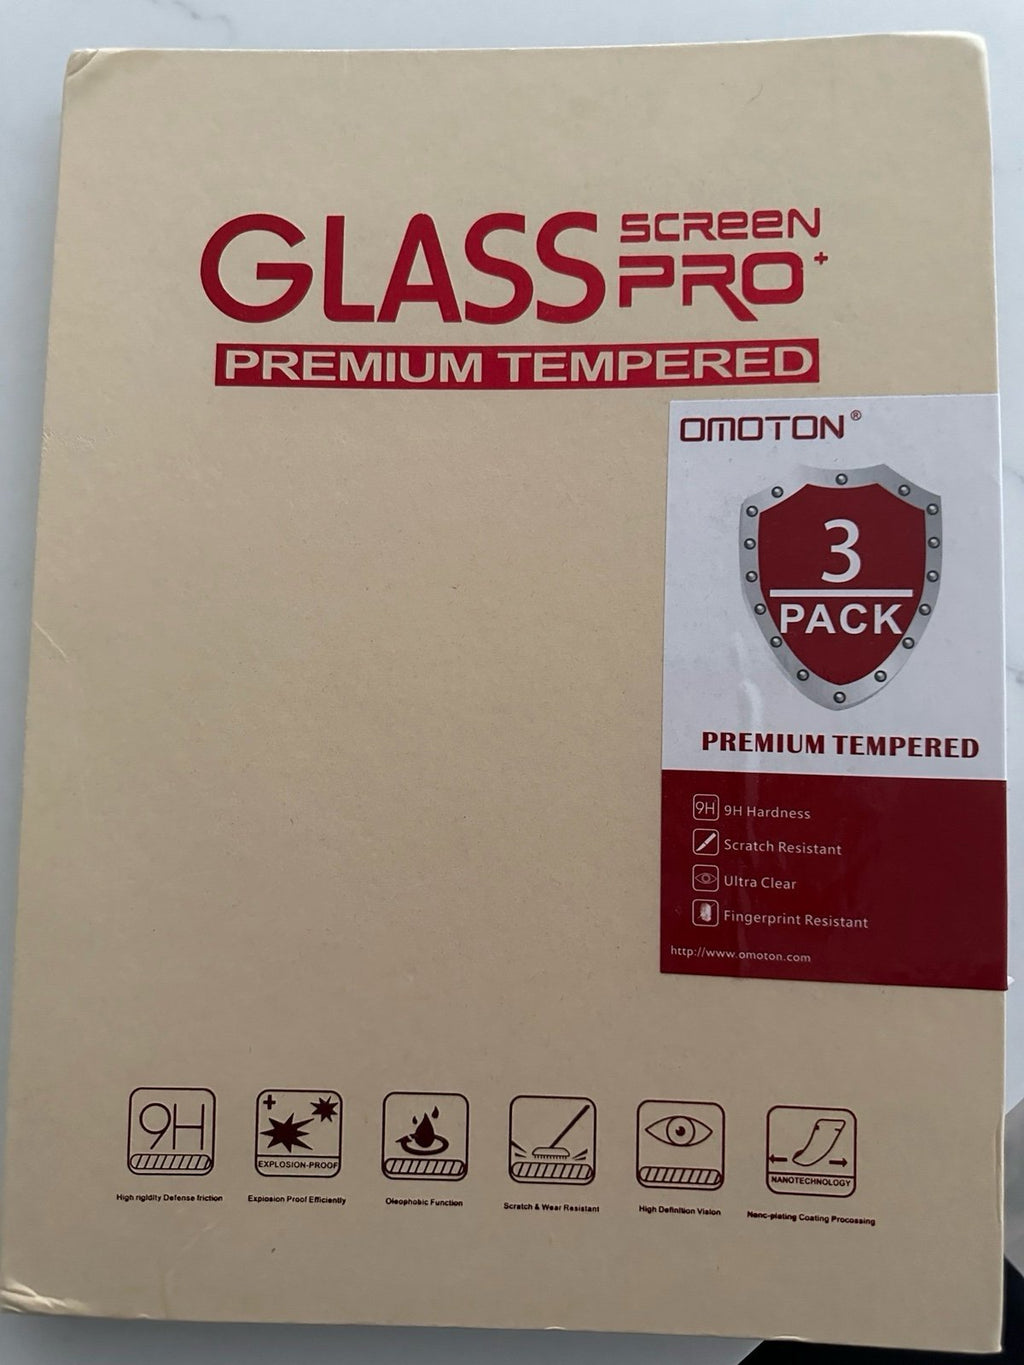 GLASS SCREEN PRO+
PREMIUM TEMPERED
OMOTON®
3
PACK
PREMIUM TEMPERED
9H 9H Hardness
Scratch Resistant
Ultra Clear
Fingerprint Resistant
http://www.omoton.com
9H
EXPLOSION-PROOF
NANOTECHNOLOGY
High rigidity Defense friction
Explosion Proof Efficiently
Oleophobic Function
Scratch & Wear Resistant
High Definition Vision
Nano-plating Coating Processing